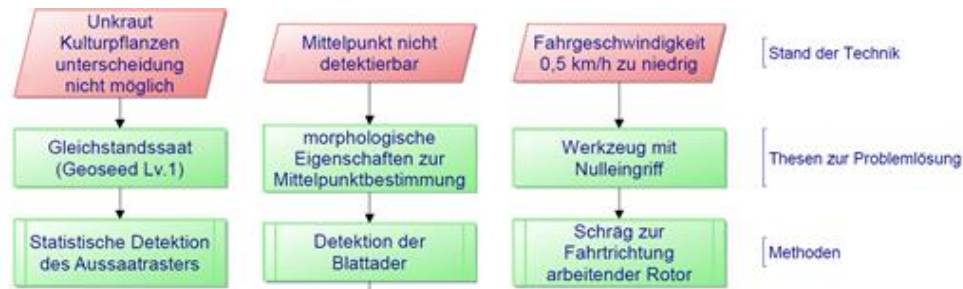 Unkraut
Kulturpflanzen
unterscheidung
nicht möglich
Mittelpunkt nicht
detektierbar
Fahrgeschwindigkeit
0,5 km/h zu niedrig
Stand der Technik
Gleichstandssaat
(Geoseed Lv.1)
morphologische
Eigenschaften zur
Mittelpunktbestimmung
Werkzeug mit
Nulleingriff
Thesen zur Problemlösung
Statistische Detektion
des Aussaatrasters
Detektion der
Blattader
Schräg zur
Fahrtrichtung
arbeitender Rotor
Methoden